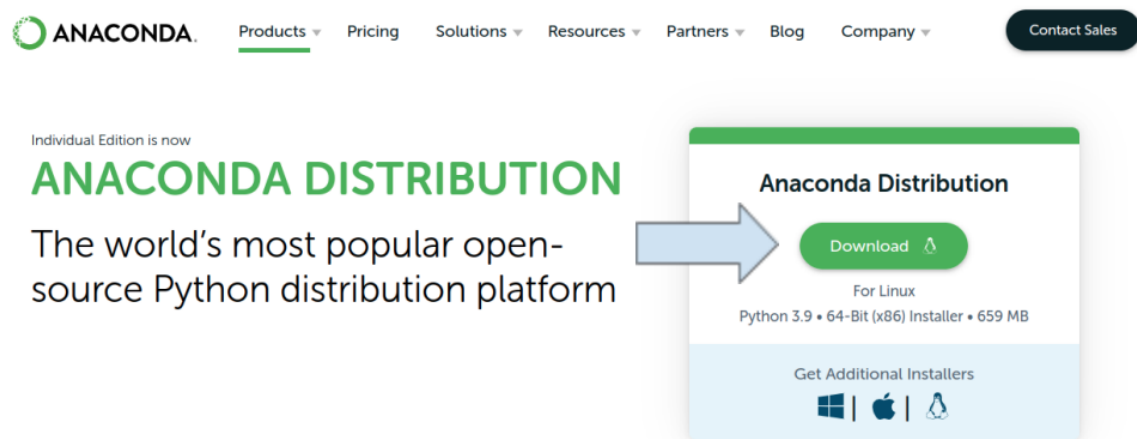 ANACONDA.
Products Pricing Solutions Resources Partners Blog Company Contact Sales
Individual Edition is now
ANACONDA DISTRIBUTION
The world's most popular open-
source Python distribution platform
Anaconda Distribution
Download
For Linux
Python 3.9 • 64-Bit (x86) Installer • 659 MB
Get Additional Installers